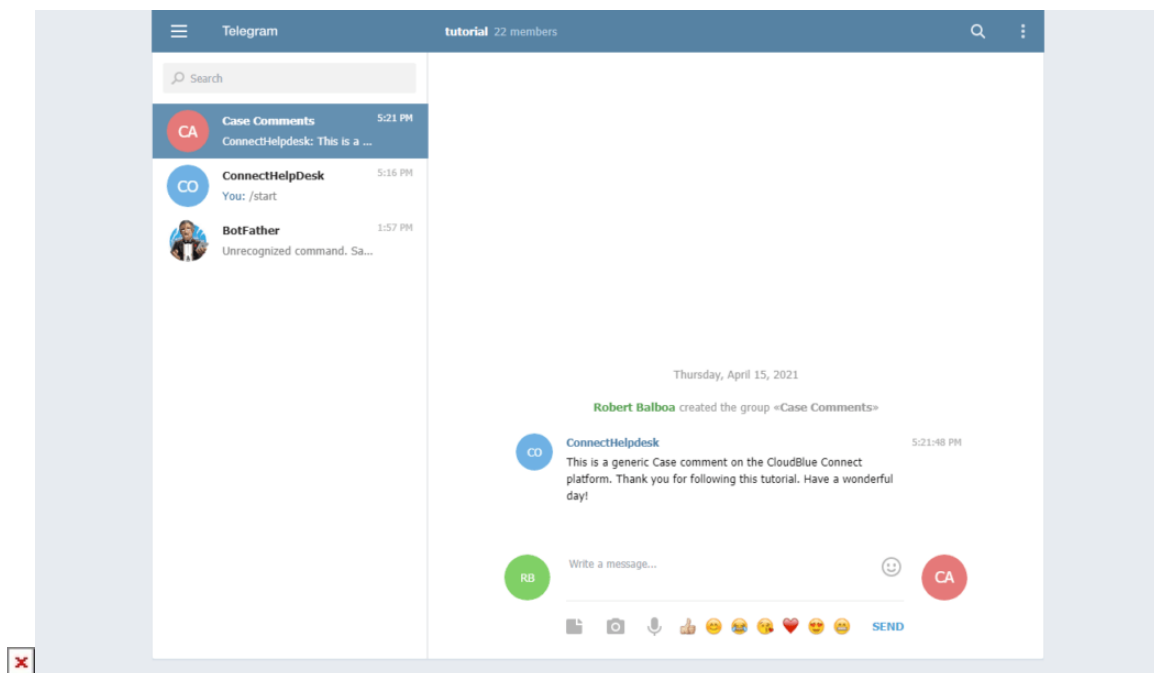 Telegram
tutorial 22 members
Search
CA
Case Comments 5:21 PM
ConnectHelpdesk: This is a ...
CO
ConnectHelpDesk 5:16 PM
You: /start
BotFather 1:57 PM
Unrecognized command. Sa...
Thursday, April 15, 2021
Robert Balboa created the group «Case Comments»
CO
ConnectHelpdesk 5:21:48 PM
This is a generic Case comment on the CloudBlue Connect
platform. Thank you for following this tutorial. Have a wonderful
day!
RB
Write a message...
CA
SEND